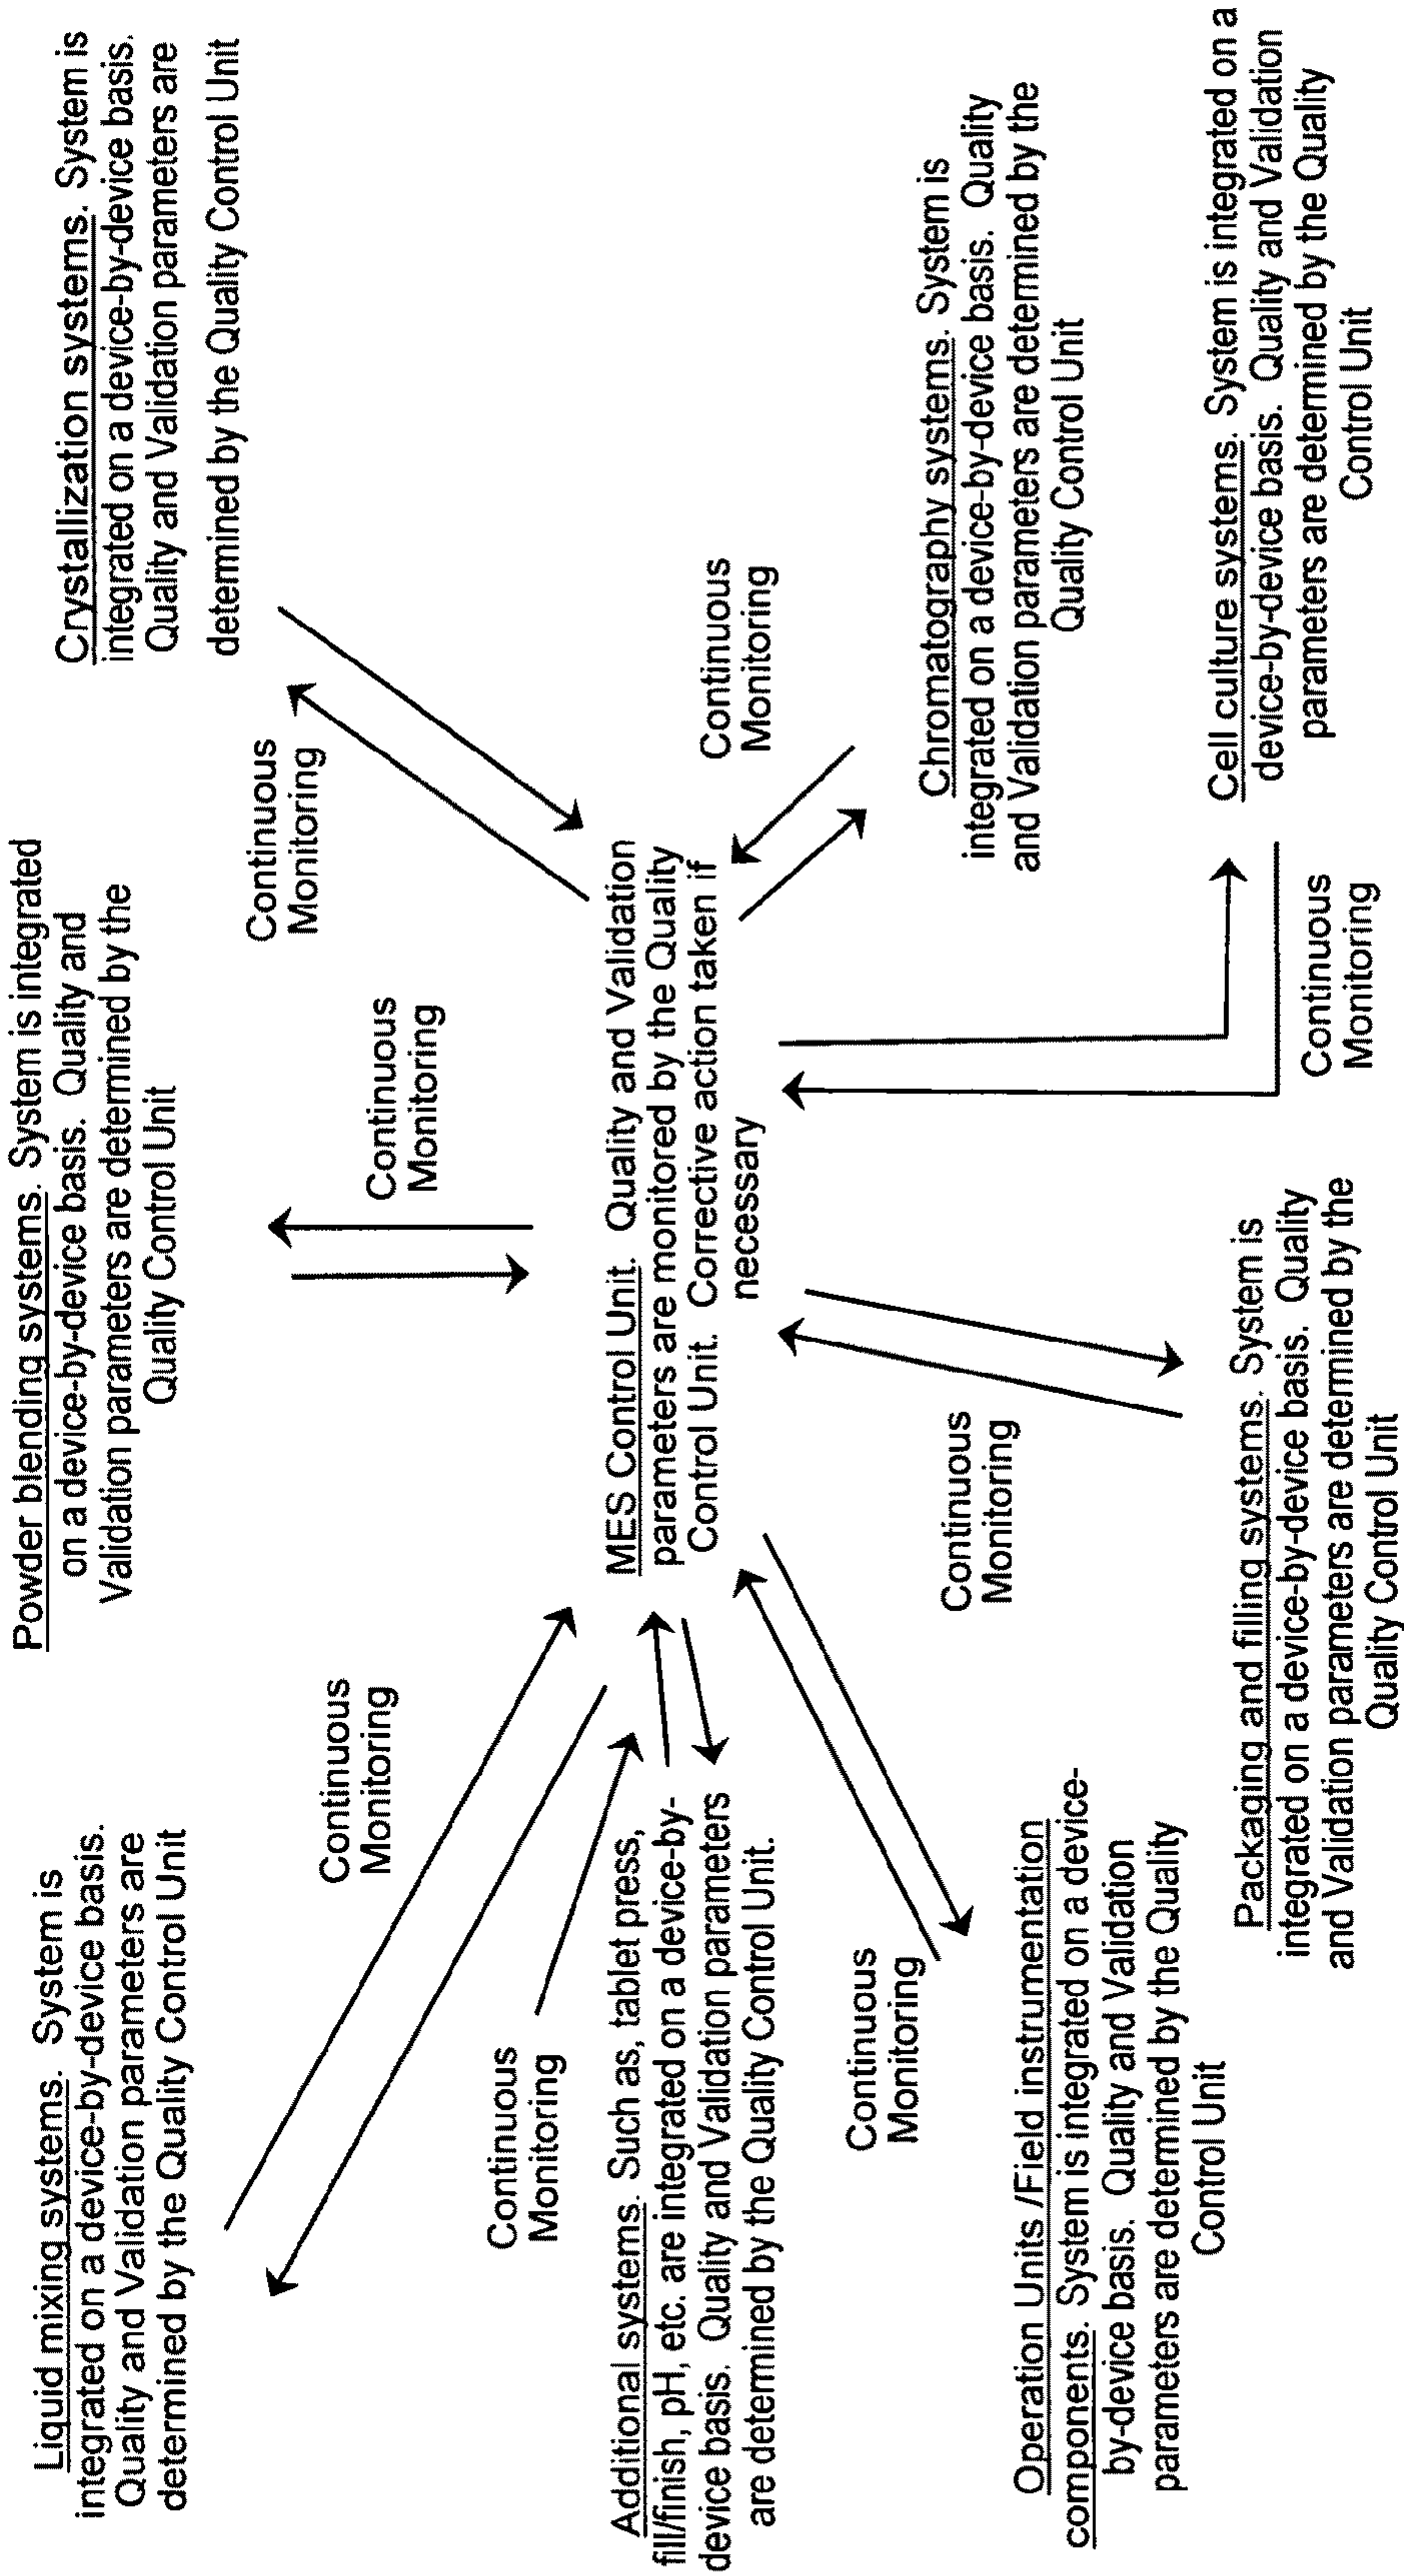 Liquid mixing systems. System is
integrated on a device-by-device basis.
Quality and Validation parameters are
determined by the Quality Control Unit
Powder blending systems. System is integrated
on a device-by-device basis. Quality and
Validation parameters are determined by the
Quality Control Unit
Crystallization systems. System is
integrated on a device-by-device basis.
Quality and Validation parameters are
determined by the Quality Control Unit
Continuous
Monitoring
Continuous
Monitoring
Continuous
Monitoring
Continuous
Monitoring
Additional systems. Such as, tablet press,
fill/finish, pH, etc. are integrated on a device-by-
device basis. Quality and Validation parameters
are determined by the Quality Control Unit.
MES Control Unit. Quality and Validation
parameters are monitored by the Quality
Control Unit. Corrective action taken if
necessary
Continuous
Monitoring
Chromatography systems. System is
integrated on a device-by-device basis. Quality
and Validation parameters are determined by the
Quality Control Unit
Continuous
Monitoring
Continuous
Monitoring
Operation Units /Field instrumentation
components. System is integrated on a device-
by-device basis. Quality and Validation
parameters are determined by the Quality
Control Unit
Packaging and filling systems. System is
integrated on a device-by-device basis. Quality
and Validation parameters are determined by the
Quality Control Unit
Cell culture systems. System is integrated on a
device-by-device basis. Quality and Validation
parameters are determined by the Quality
Control Unit
Continuous
Monitoring